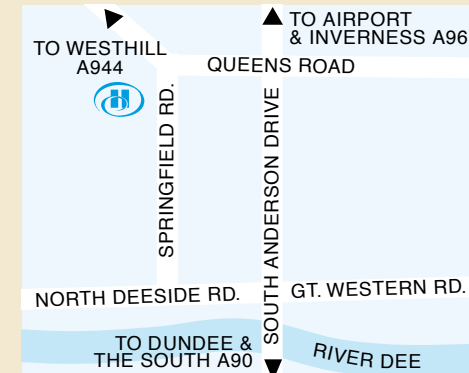 TO AIRPORT
& INVERNESS A96
TO WESTHILL
A944
QUEENS ROAD
H
SPRINGFIELD RD.
SOUTH ANDERSON DRIVE
NORTH DEESIDE RD.
GT. WESTERN RD.
TO DUNDEE &
THE SOUTH A90
RIVER DEE